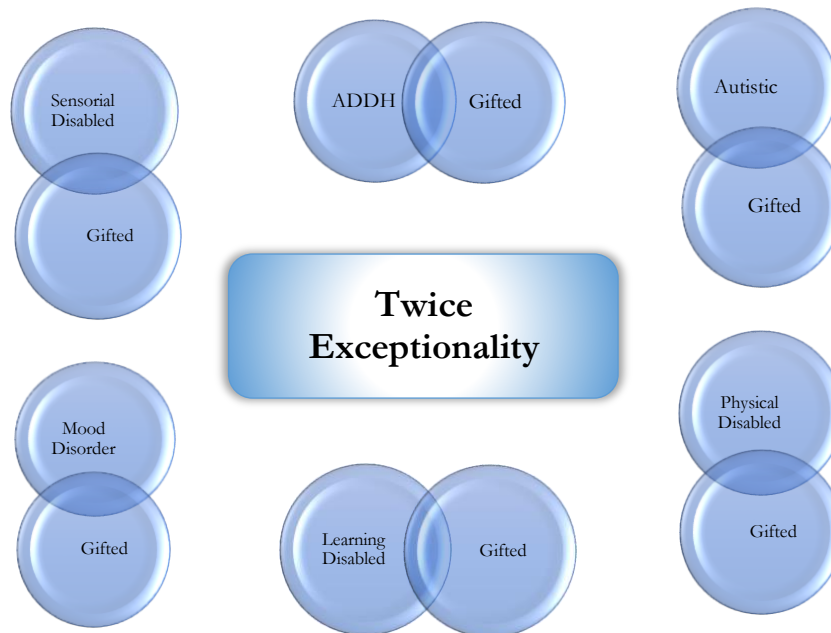 Sensorial
Disabled
Gifted
ADDH
Gifted
Autistic
Gifted
Twice
Exceptionality
Mood
Disorder
Gifted
Learning
Disabled
Gifted
Physical
Disabled
Gifted